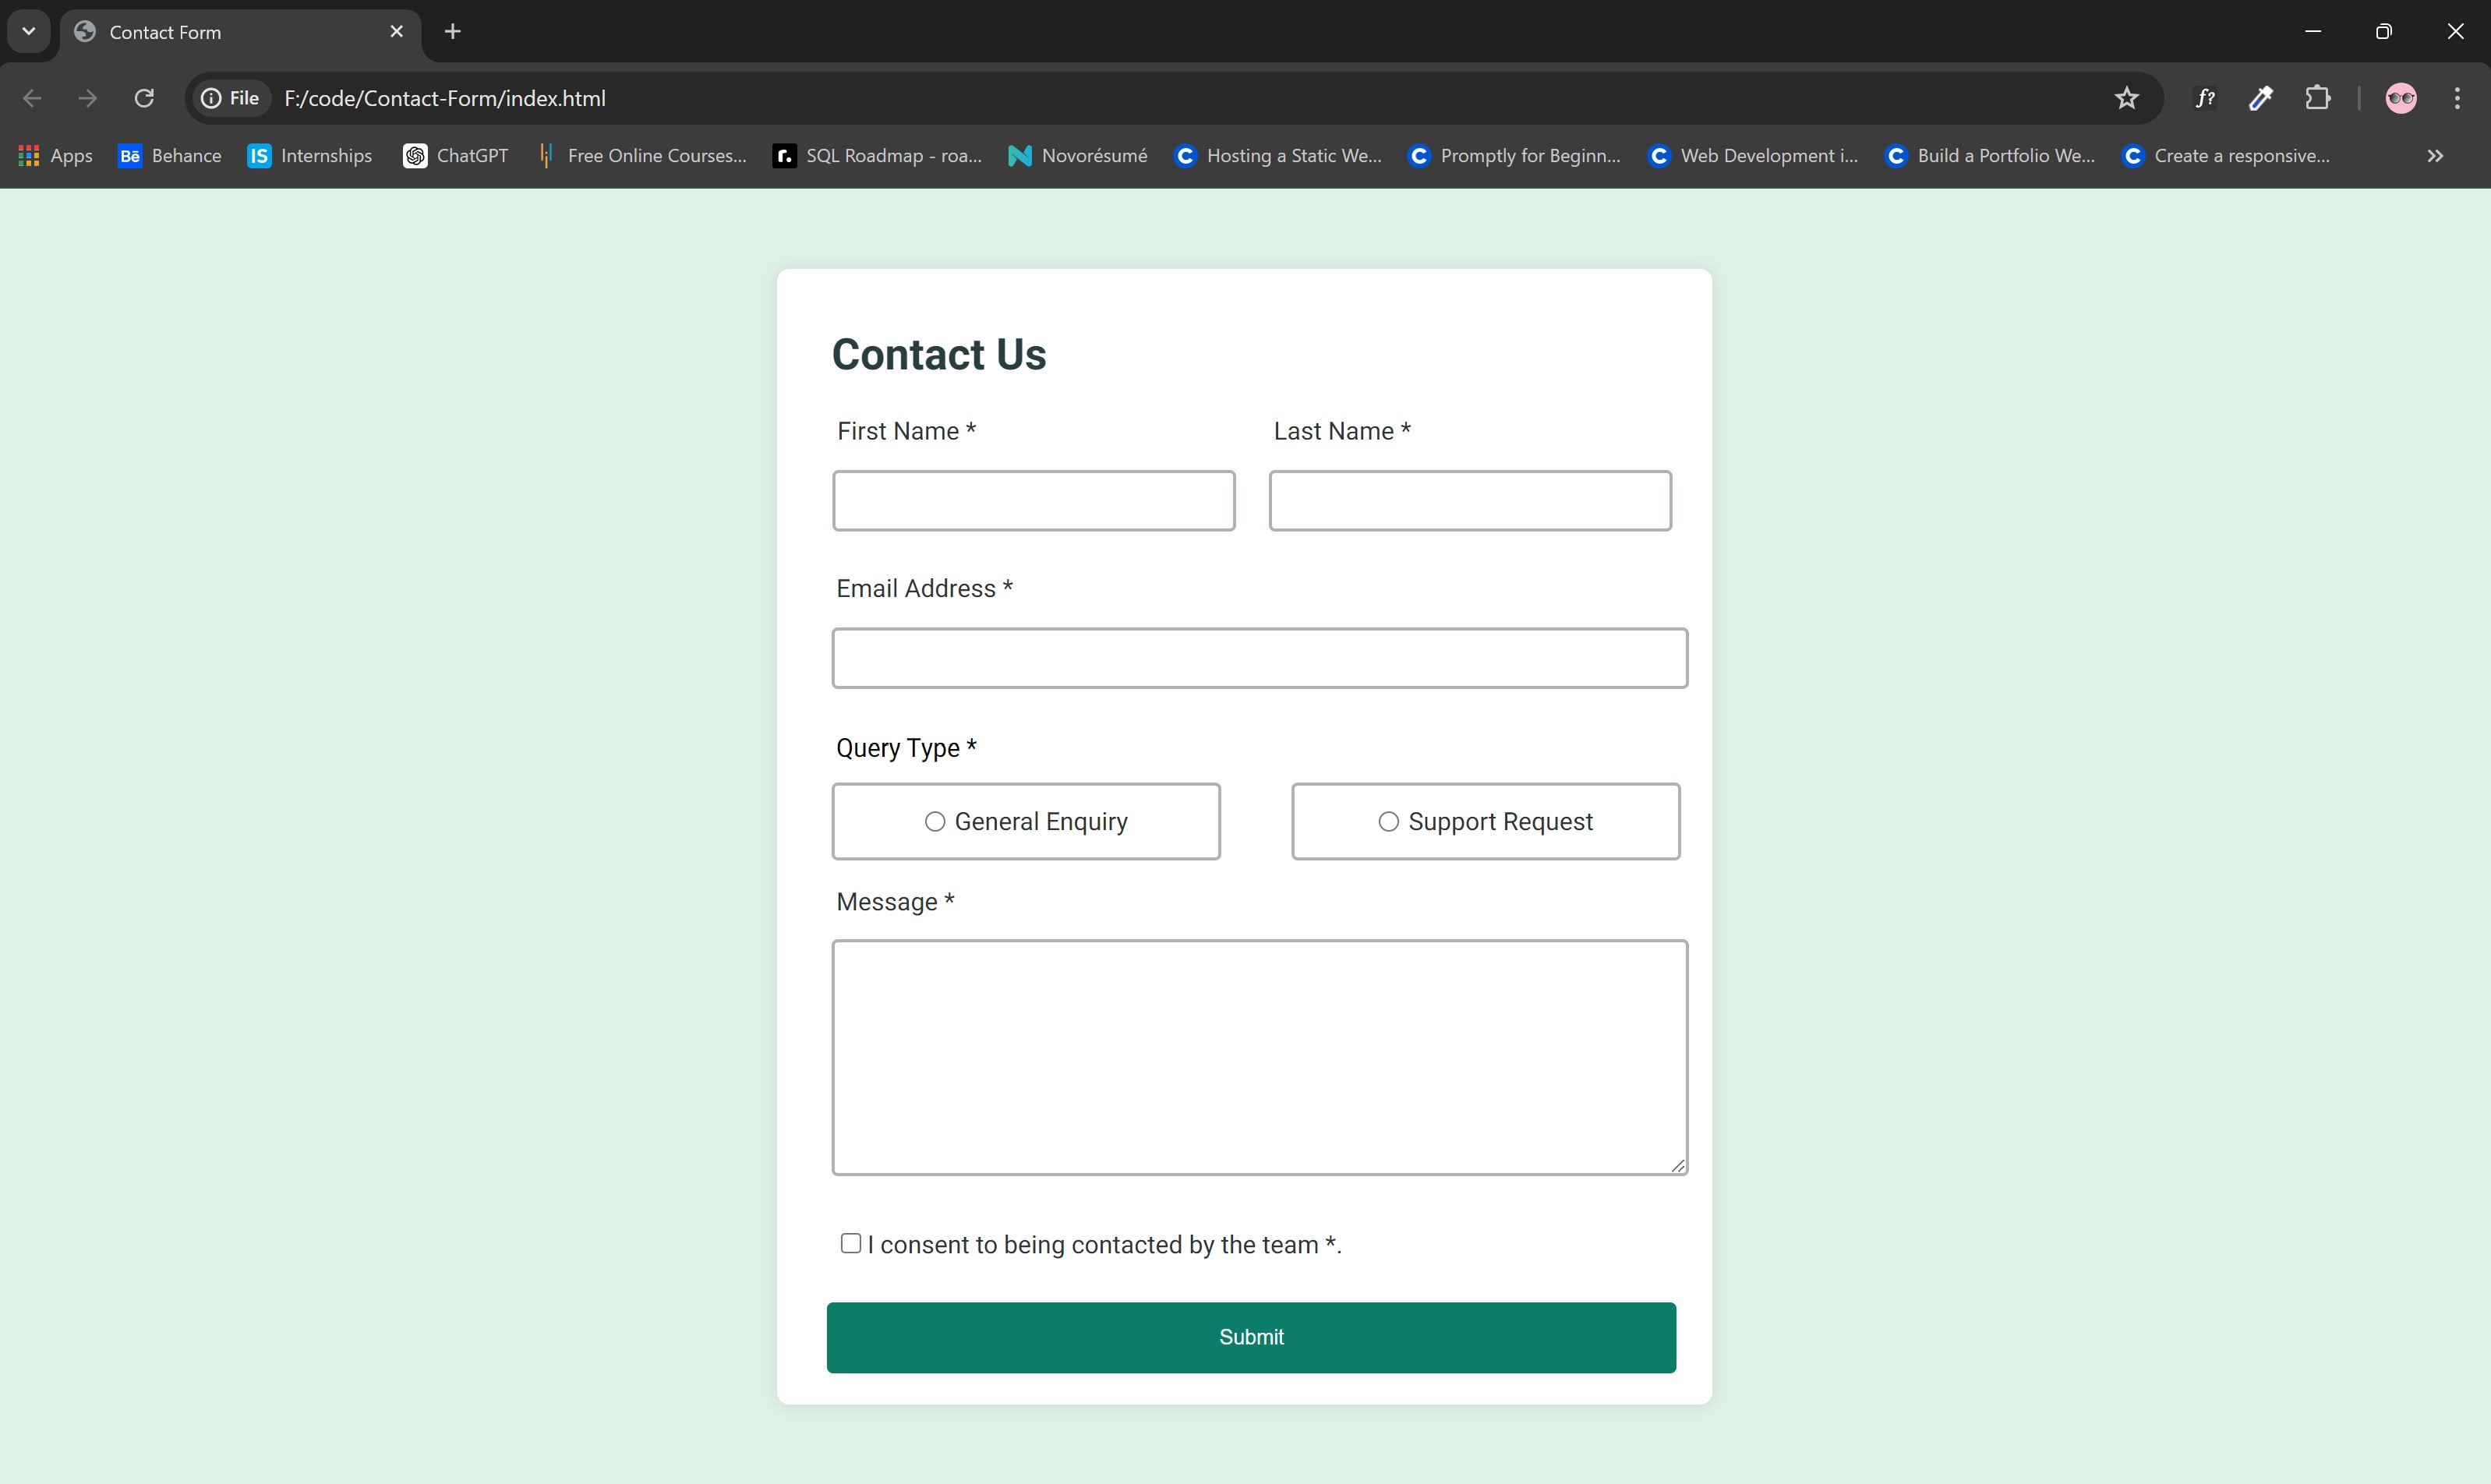 Contact Form
File F:/code/Contact-Form/index.html f?
Apps Bē Behance IS Internships ChatGPT Free Online Courses... r. SQL Roadmap - roa... Novorésumé C Hosting a Static We... C Promptly for Beginn... C Web Development i... C Build a Portfolio We... C Create a responsive... »
Contact Us
First Name * Last Name *
Email Address *
Query Type *
General Enquiry Support Request
Message *
I consent to being contacted by the team *.
Submit